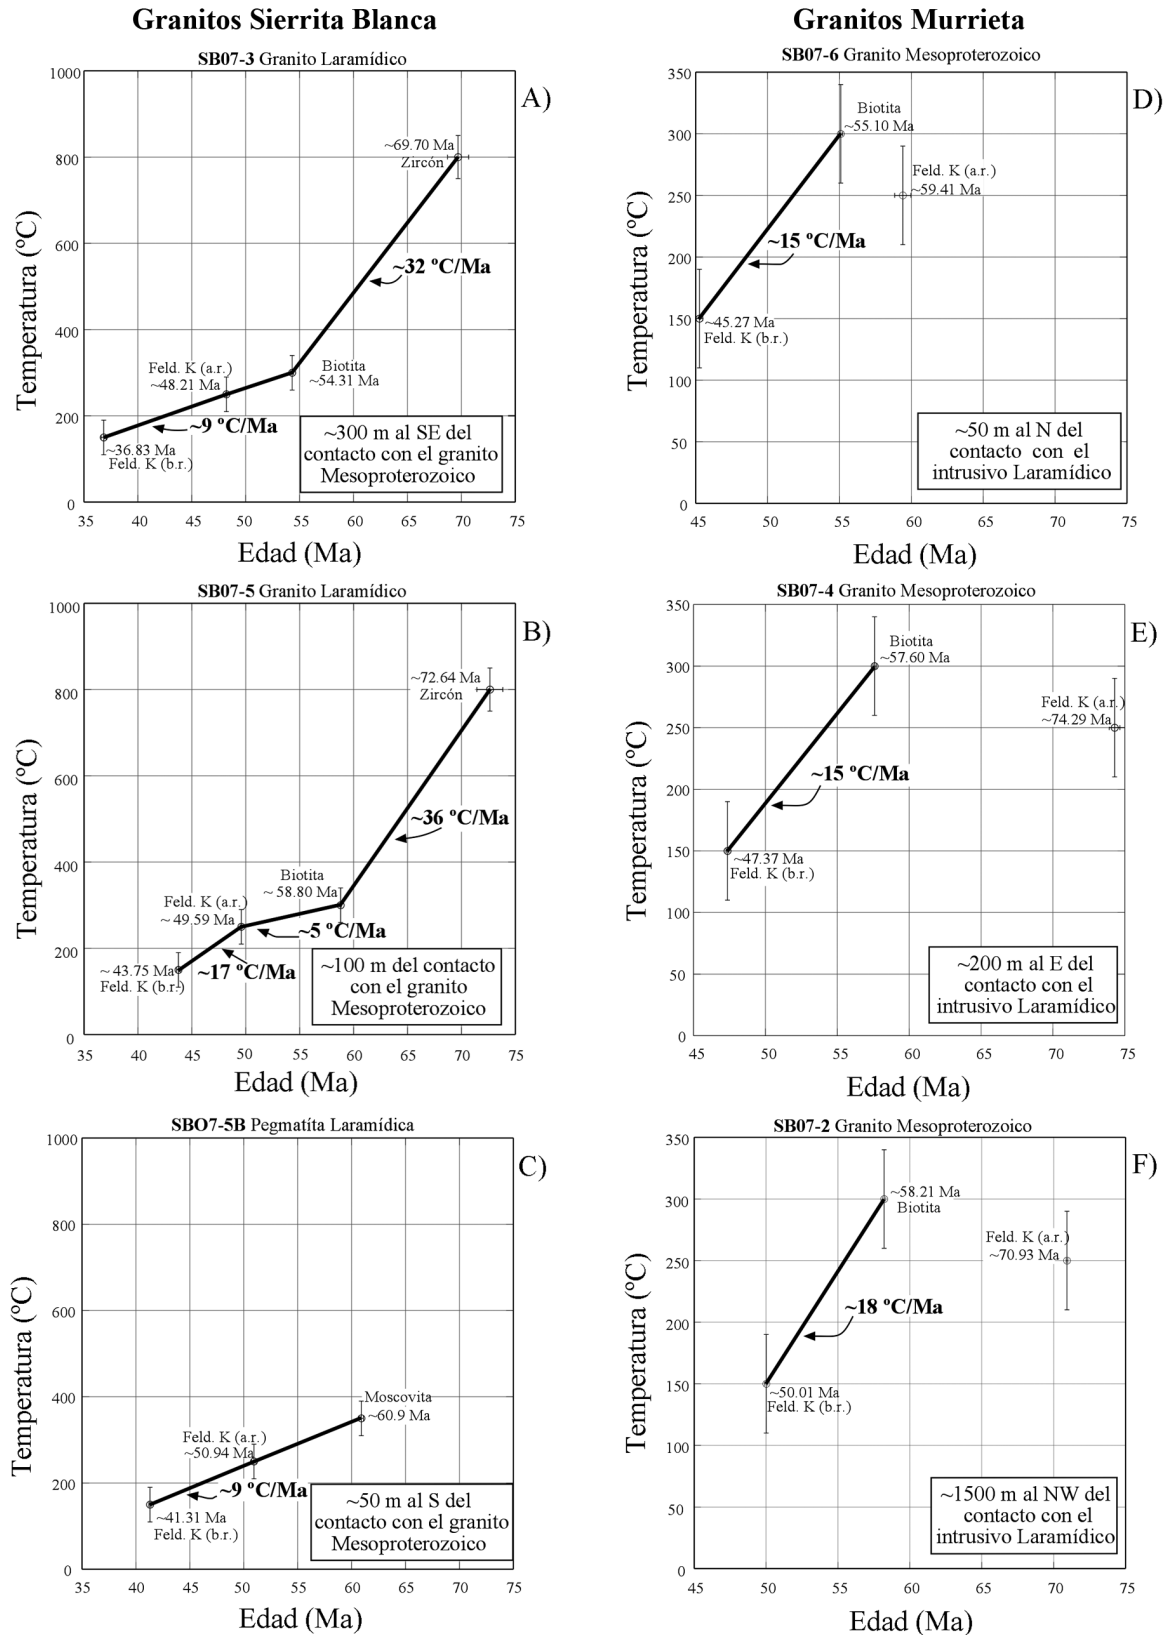 Granitos Sierrita Blanca
SB07-3 Granito Laramídico
A)
1000
800
600
400
200
0
Temperatura (ºC)
~69.70 Ma
Zircón
~32 ºC/Ma
Feld. K (a.r.)
~48.21 Ma
Biotita
~54.31 Ma
~9 ºC/Ma
~36.83 Ma
Feld. K (b.r.)
~300 m al SE del
contacto con el granito
Mesoproterozoico
35 40 45 50 55 60 65 70 75
Edad (Ma)
SB07-5 Granito Laramídico
B)
1000
800
600
400
200
0
Temperatura (ºC)
~72.64 Ma
Zircón
~36 ºC/Ma
Biotita
~ 58.80 Ma
Feld. K (a.r.)
~ 49.59 Ma
~5 ºC/Ma
~17 ºC/Ma
~ 43.75 Ma
Feld. K (b.r.)
~100 m del contacto
con el granito
Mesoproterozoico
35 40 45 50 55 60 65 70 75
Edad (Ma)
SBO7-5B Pegmatíta Laramídica
C)
1000
800
600
400
200
0
Temperatura (ºC)
Moscovita
~60.9 Ma
Feld. K (a.r.)
~50.94 Ma
~9 ºC/Ma
~41.31 Ma
Feld. K (b.r.)
~50 m al S del
contacto con el granito
Mesoproterozoico
35 40 45 50 55 60 65 70 75
Edad (Ma)
Granitos Murrieta
SB07-6 Granito Mesoproterozoico
D)
350
300
250
200
150
100
50
0
Temperatura (ºC)
Biotita
~55.10 Ma
Feld. K (a.r.)
~59.41 Ma
~15 ºC/Ma
~45.27 Ma
Feld. K (b.r.)
~50 m al N del
contacto con el
intrusivo Laramídico
45 50 55 60 65 70 75
Edad (Ma)
SB07-4 Granito Mesoproterozoico
E)
350
300
250
200
150
100
50
0
Temperatura (ºC)
Biotita
~57.60 Ma
Feld. K (a.r.)
~74.29 Ma
~15 ºC/Ma
~47.37 Ma
Feld. K (b.r.)
~200 m al E del
contacto con el
intrusivo Laramídico
45 50 55 60 65 70 75
Edad (Ma)
SB07-2 Granito Mesoproterozoico
F)
350
300
250
200
150
100
50
0
Temperatura (ºC)
~58.21 Ma
Biotita
Feld. K (a.r.)
~70.93 Ma
~18 ºC/Ma
~50.01 Ma
Feld. K (b.r.)
~1500 m al NW del
contacto con el
intrusivo Laramídico
45 50 55 60 65 70 75
Edad (Ma)